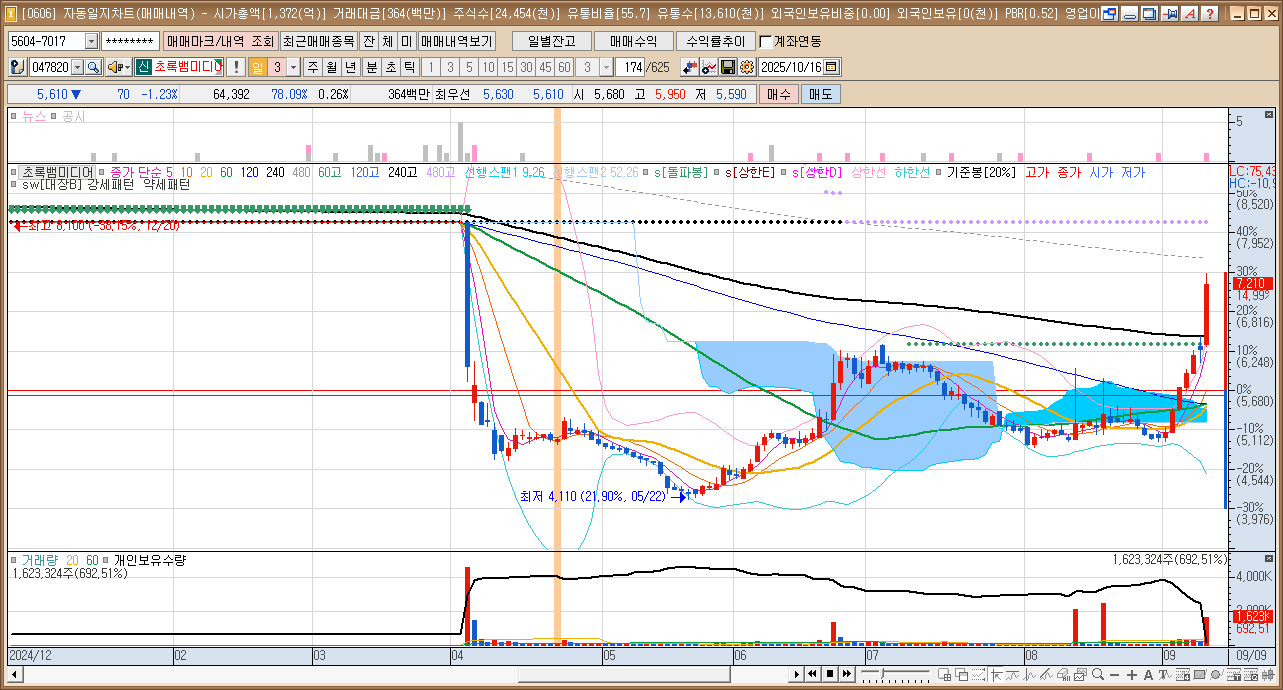 [0606] 자동일지차트(매매내역) - 시가총액[1,372(억)] 거래대금[364(백만)] 주식수[24,454(천)] 유통비율[55.7] 유통수[13,610(천)] 외국인보유비중[0.00] 외국인보유[0(천)] PBR[0.52] 영업이
5604-7017 ******** 매매마크/내역 조회 최근매매종목 잔 체 미 매매내역보기 일별잔고 매매수익 수익률추이 계좌연동
047820 신 초록뱀미디어 ! 일 3 주 월 년 분 초 틱 1 3 5 10 15 30 45 60 3 174 /625 2025/10/16
5,610 ▼ 70 -1.23% 64,392 78.09% 0.26% 364백만 최우선 5,630 5,610 시 5,680 고 5,950 저 5,590 매수 매도
뉴스 공시
5
초록뱀미디어 종가 단순 5 10 20 60 120 240 480 60고 120고 240고 480고 선행스팬1 9,26 선행스팬2 52,26 s[돌파봉] s[상한E] s[상한D] 상한선 하한선 기준봉[20%] 고가 종가 시가 저가
sw[대장B] 강세패턴 약세패턴
LC:75,43
HC:-10,9
50%
(8,520)
최고 8,100 (-38,15%, 12/20)
40%
(7,952)
30%
7,210
14,99%
20%
(6,816)
10%
(6,248)
0%
(5,680)
-10%
(5,112)
-20%
(4,544)
최저 4,110 (21,90%, 05/22)
-30%
(3,976)
거래량 20 60 개인보유수량
1,623,324주(692,51%)
1,623,324주(692,51%)
4,000K
2,000K
1,623K
692,51
2024/12 02 03 04 05 06 07 08 09 09/09